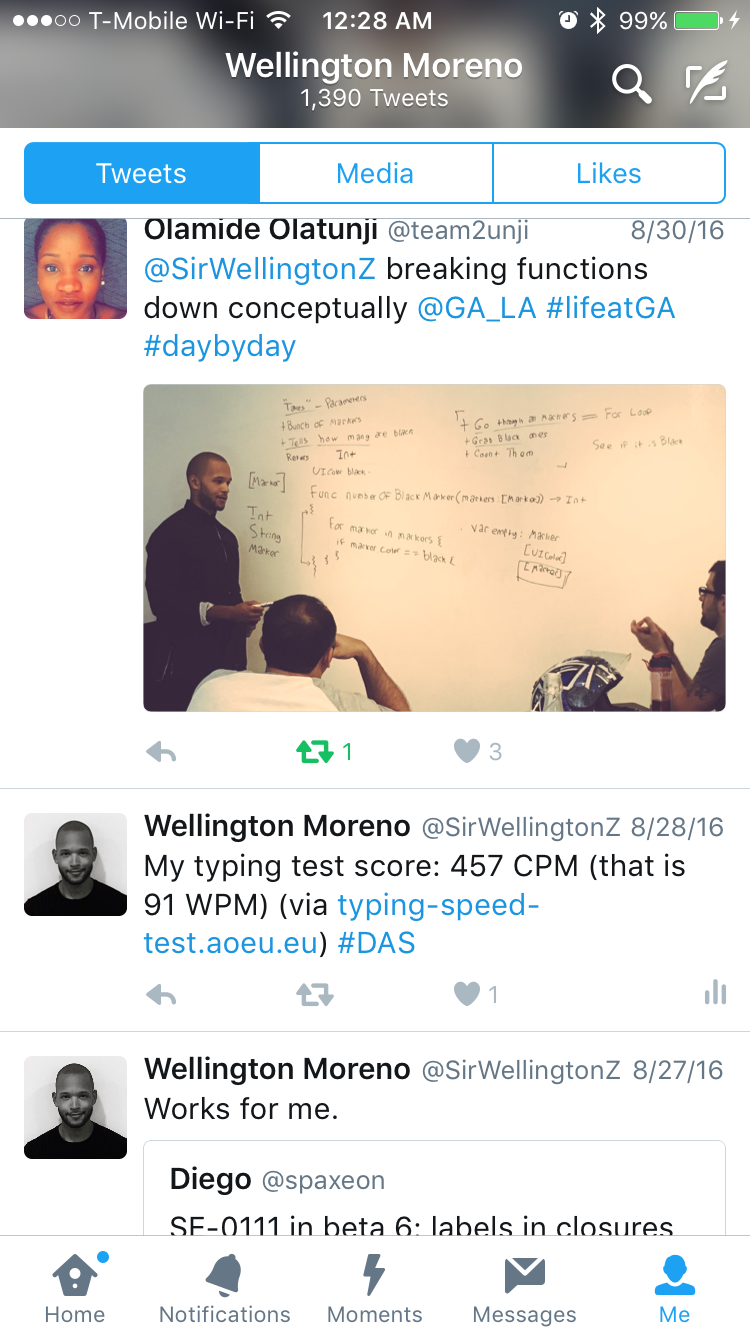 T-Mobile Wi-Fi 12:28 AM 99%
Wellington Moreno
1,390 Tweets
Tweets Media Likes
Olamide Olatunji @team2unji 8/30/16
@SirWellingtonZ breaking functions
down conceptually @GA_LA #lifeatGA
#daybyday
"Takes" - Parameters
+ Bunch of markers
+ Tells how many are black
Int
UIColor black.
[Marker]
Int
String
Marker
+ Go through all markers = For Loop
+ Grab Black ones
+ Count Them
See if it is Black
Func number OF Black Marker (markers: [Marker]) → Int
{
For marker in markers {
if marker color == black {
} } }
var empty: Marker
[UIColor]
[Marker]
1 3
Wellington Moreno @SirWellingtonZ 8/28/16
My typing test score: 457 CPM (that is
91 WPM) (via typing-speed-
test.aoeu.eu) #DAS
1
Wellington Moreno @SirWellingtonZ 8/27/16
Works for me.
Diego @spaxeon
SE-0111 in beta 6: labels in closures
Home Notifications Moments Messages Me